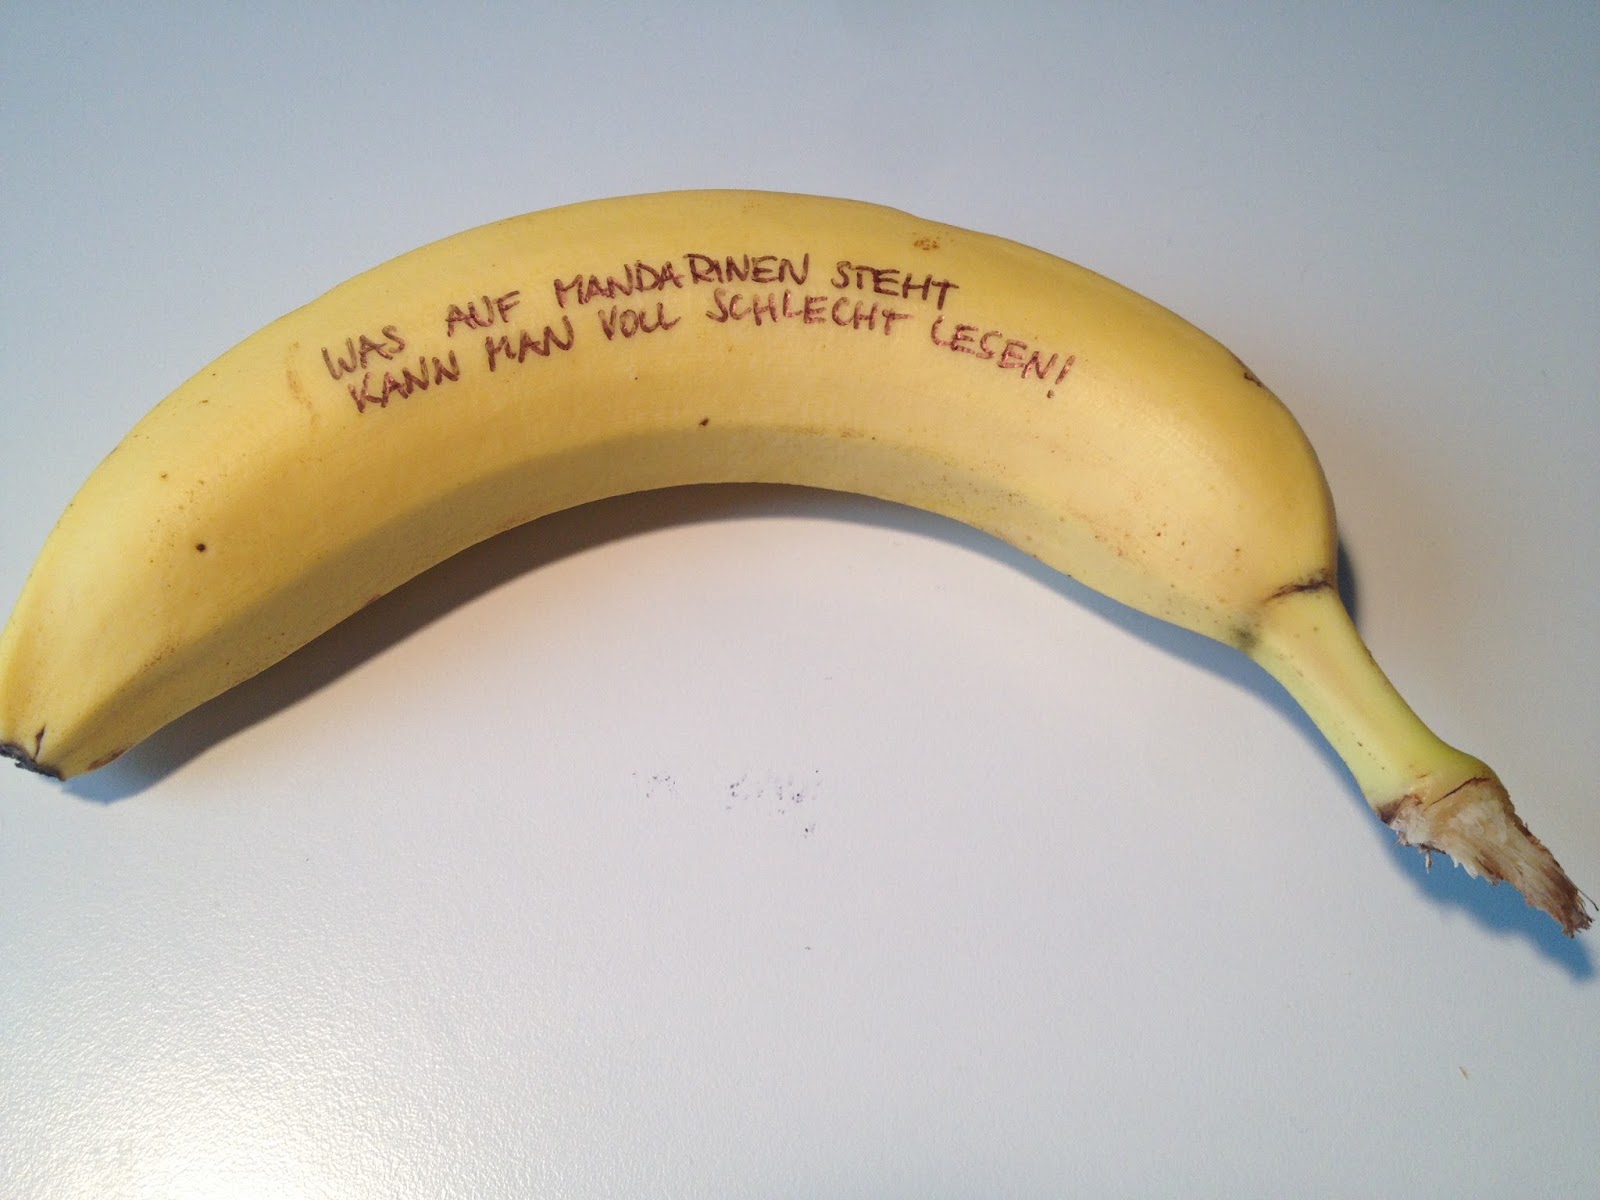 WAS AUF MANDARINEN STEHT
KANN MAN VOLL SCHLECHT LESEN!